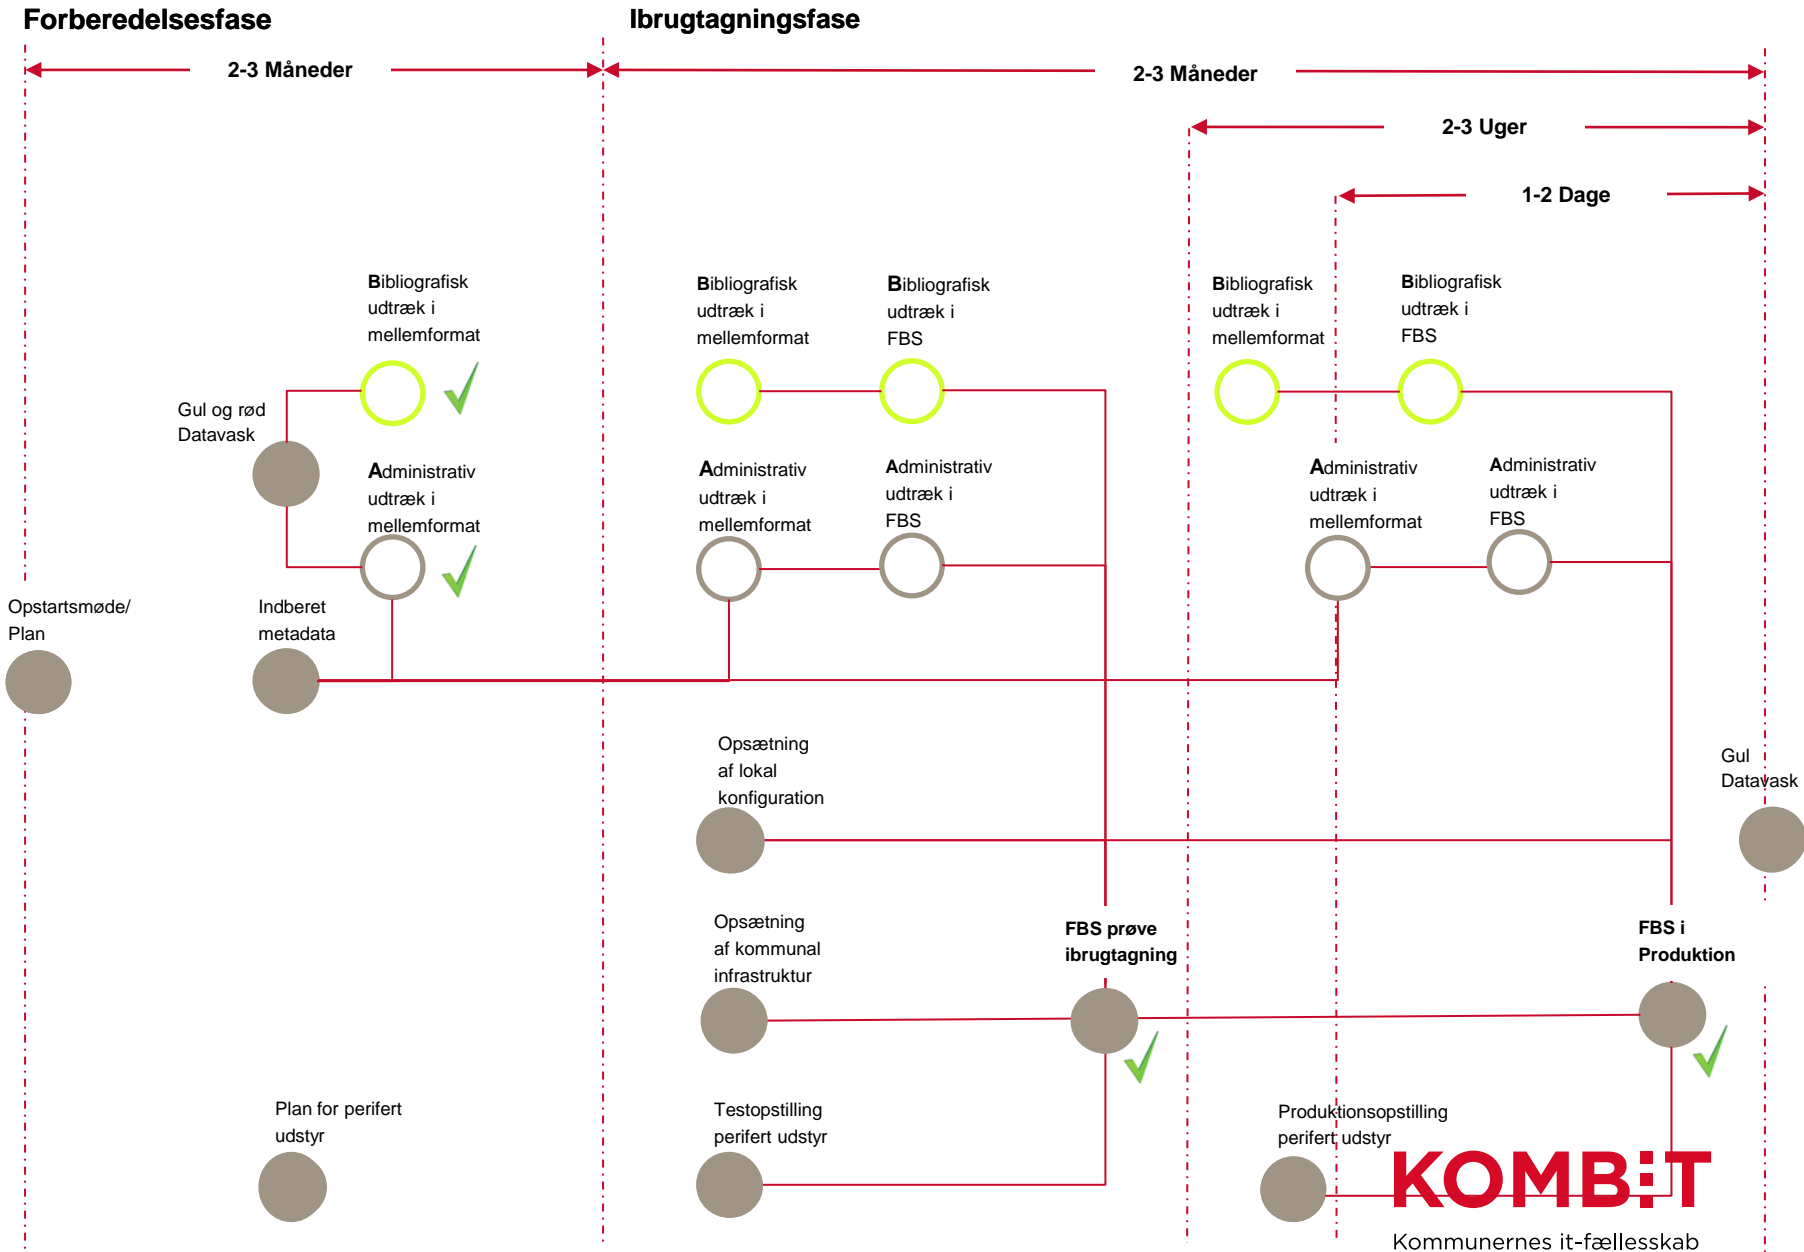 Forberedelsesfase
Ibrugtagningsfase
2-3 Måneder
2-3 Måneder
2-3 Uger
1-2 Dage
Bibliografisk
udtræk i
mellemformat
Bibliografisk
udtræk i
mellemformat
Bibliografisk
udtræk i
FBS
Bibliografisk
udtræk i
mellemformat
Bibliografisk
udtræk i
FBS
Gul og rød
Datavask
Administrativ
udtræk i
mellemformat
Administrativ
udtræk i
mellemformat
Administrativ
udtræk i
FBS
Administrativ
udtræk i
mellemformat
Administrativ
udtræk i
FBS
Opstartsmøde/
Plan
Indberet
metadata
Opsætning
af lokal
konfiguration
Gul
Datavask
Opsætning
af kommunal
infrastruktur
FBS prøve
ibrugtagning
FBS i
Produktion
Plan for perifert
udstyr
Testopstilling
perifert udstyr
Produktionsopstilling
perifert udstyr
KOMBIT
Kommunernes it-fællesskab